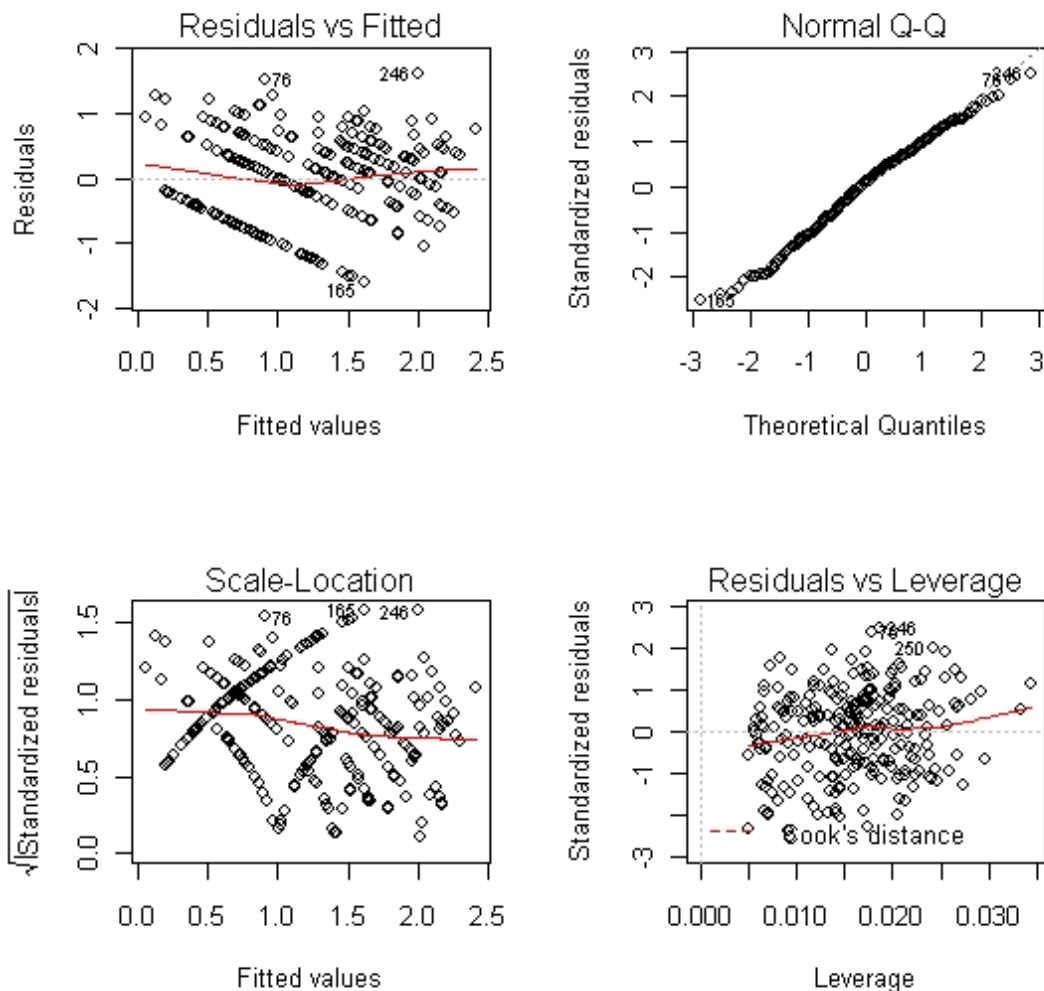 Residuals vs Fitted
Residuals
2
1
0
-1
-2
76
246
165
0.0 0.5 1.0 1.5 2.0 2.5
Fitted values
Normal Q-Q
Standardized residuals
3
2
1
0
-1
-2
246
76
165
-3 -2 -1 0 1 2 3
Theoretical Quantiles
Scale-Location
√|Standardized residuals|
1.5
1.0
0.5
0.0
76
165
246
0.0 0.5 1.0 1.5 2.0 2.5
Fitted values
Residuals vs Leverage
Standardized residuals
3
2
1
0
-1
-3
246
76
250
Cook's distance
0.000 0.010 0.020 0.030
Leverage